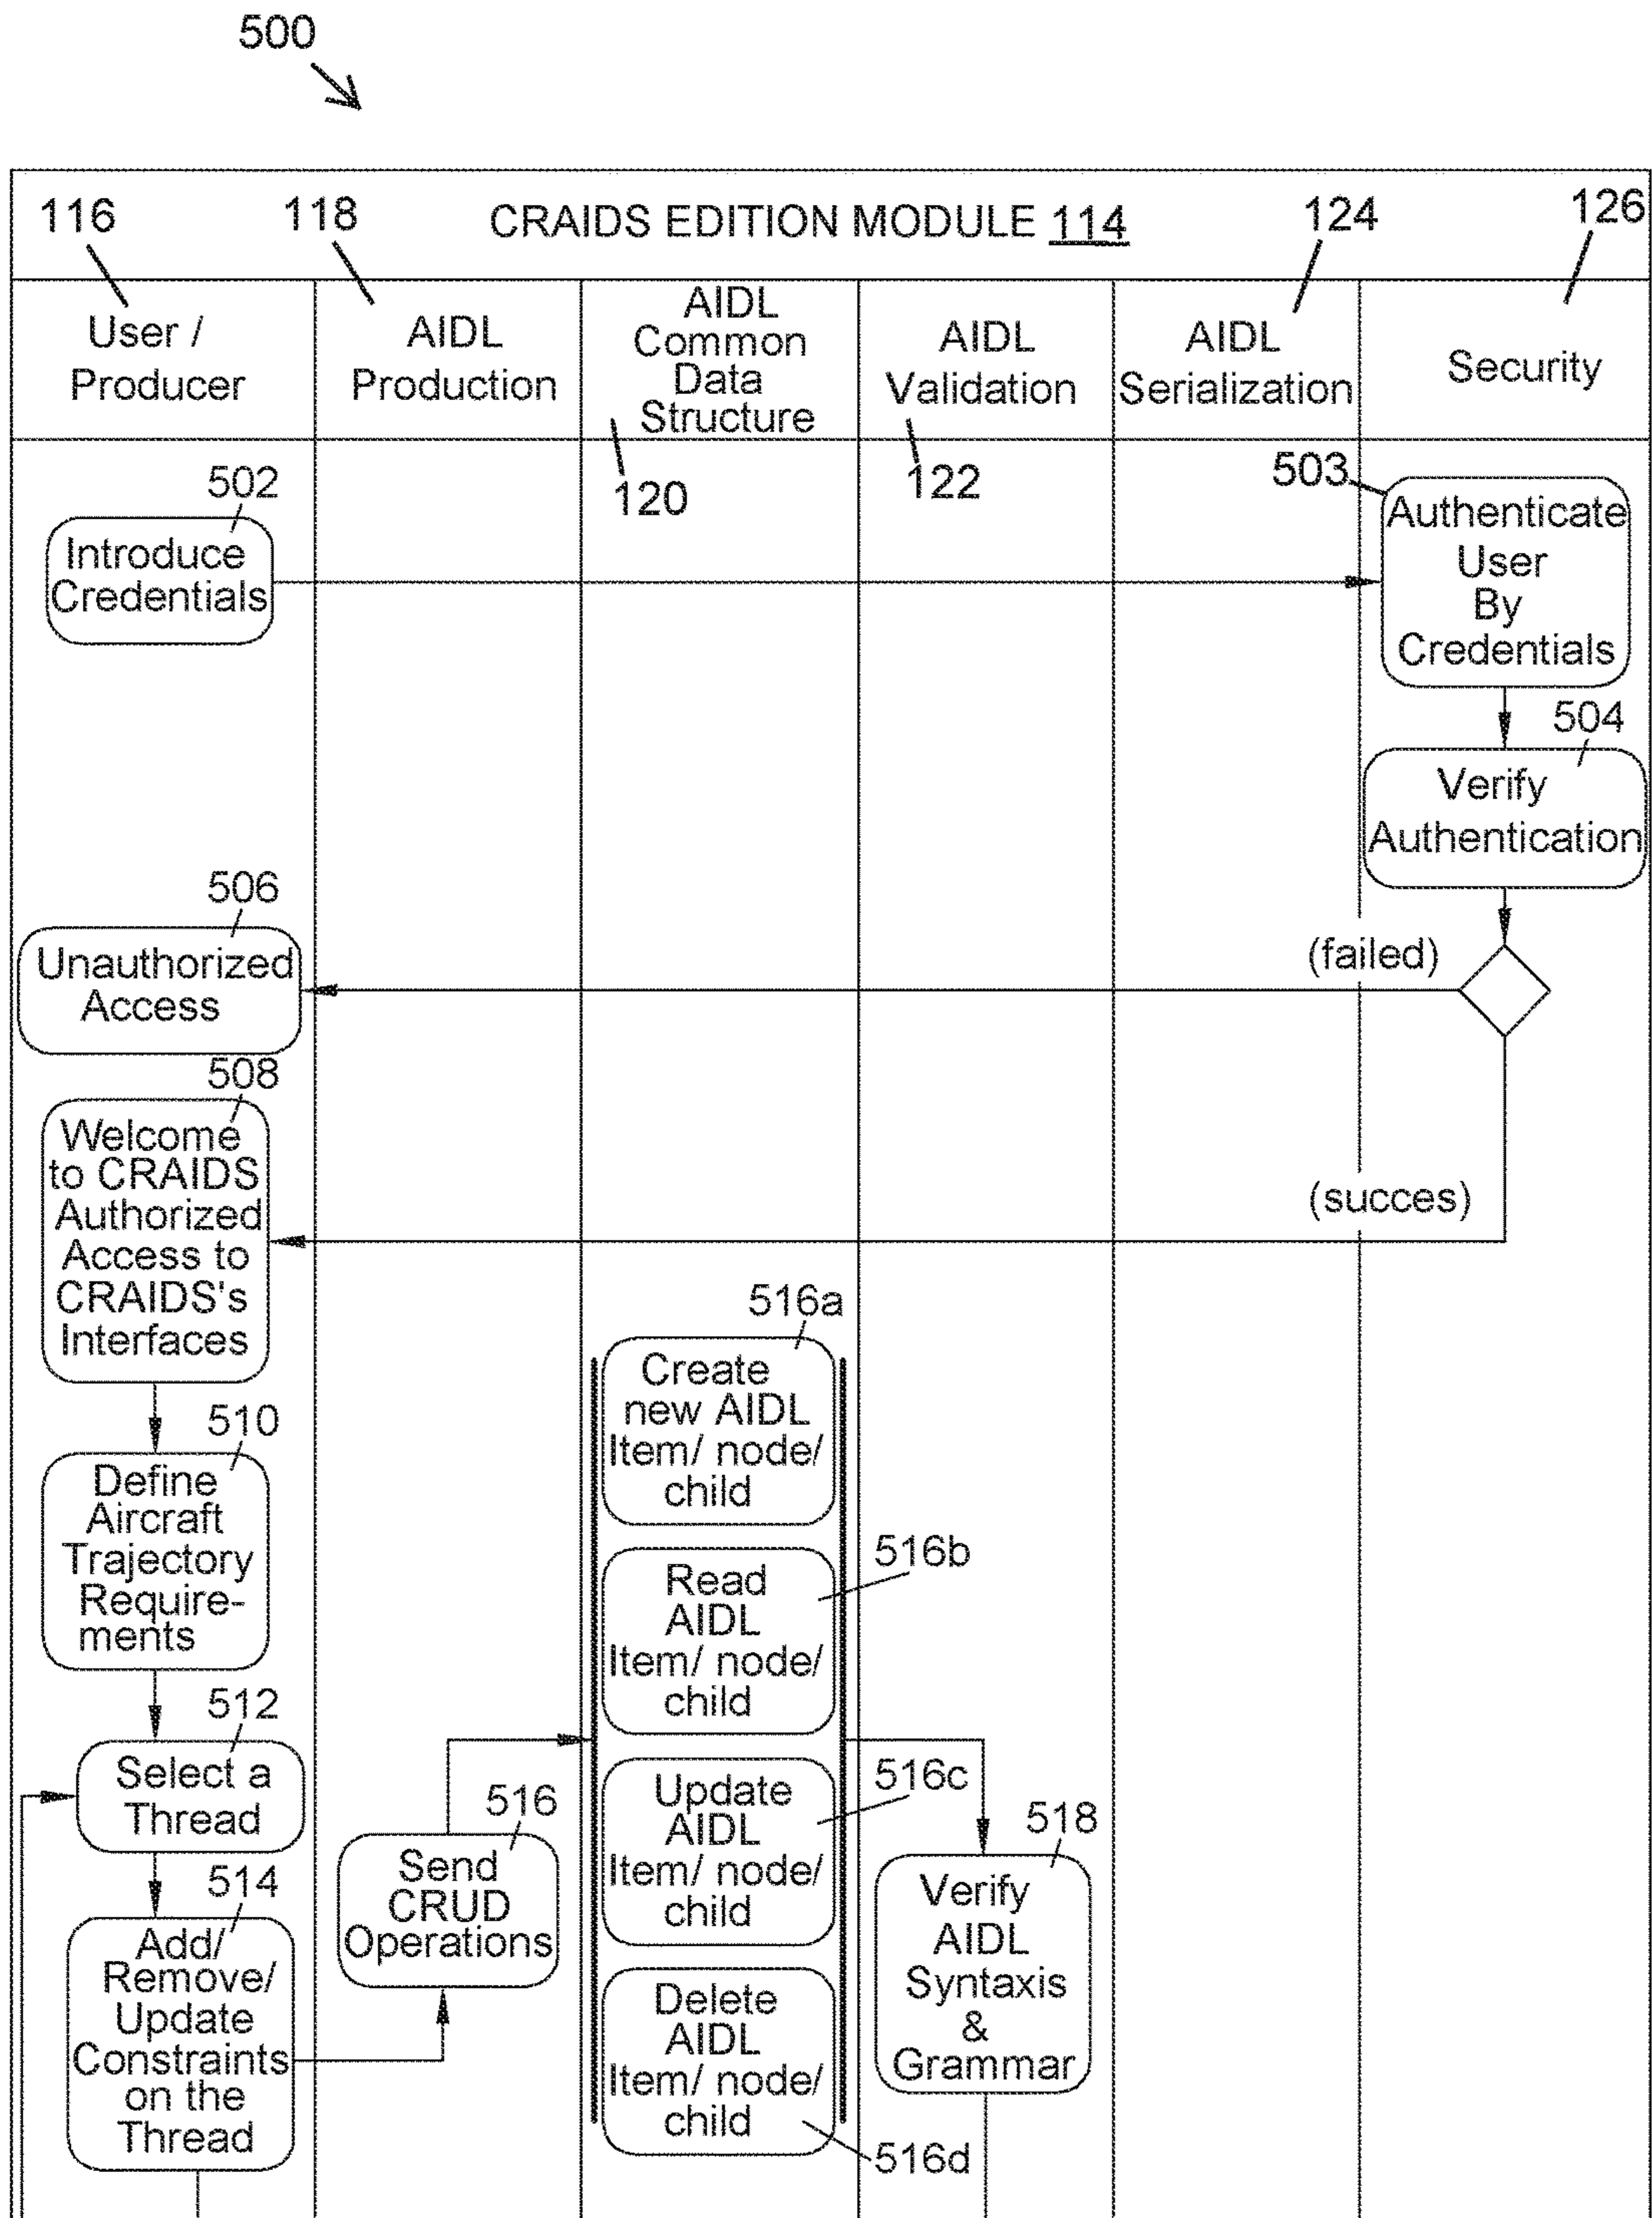 500
116
118
CRAIDS EDITION MODULE 114
124
126
User /
Producer
AIDL
Production
AIDL
Common
Data
Structure
AIDL
Validation
AIDL
Serialization
Security
120
122
502
Introduce
Credentials
503
Authenticate
User
By
Credentials
504
Verify
Authentication
506
Unauthorized
Access
(failed)
508
Welcome
to CRAIDS
Authorized
Access to
CRAIDS's
Interfaces
(succes)
510
Define
Aircraft
Trajectory
Require-
ments
512
Select a
Thread
514
Add/
Remove/
Update
Constraints
on the
Thread
516
Send
CRUD
Operations
516a
Create
new AIDL
Item/ node/
child
516b
Read
AIDL
Item/ node/
child
516c
Update
AIDL
Item/ node/
child
Delete
AIDL
Item/ node/
child
516d
518
Verify
AIDL
Syntaxis
&
Grammar